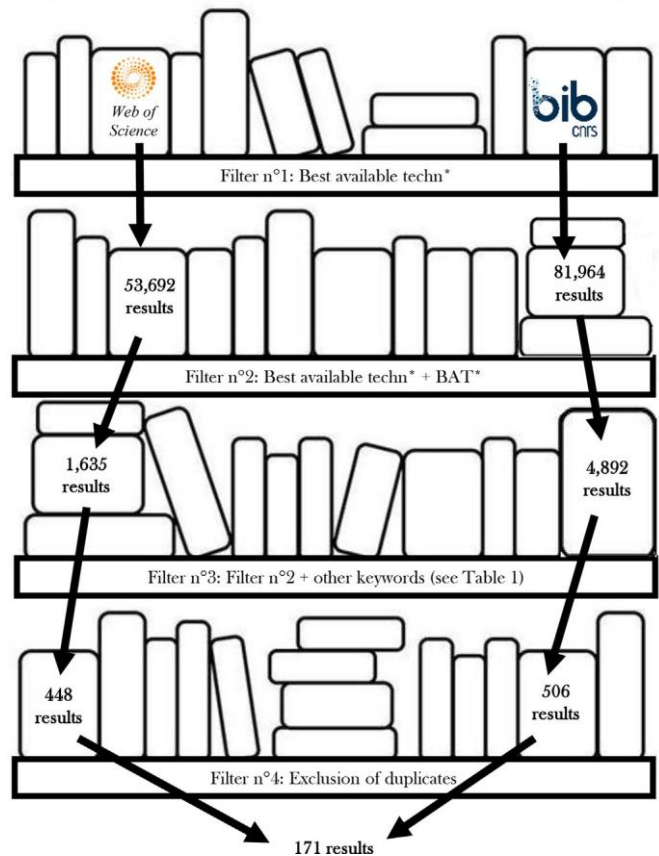 Web of
Science
bib
cnrs
Filter n°1: Best available techn*
53,692
results
81,964
results
Filter n°2: Best available techn* + BAT*
1,635
results
4,892
results
Filter n°3: Filter n°2 + other keywords (see Table 1)
448
results
506
results
Filter n°4: Exclusion of duplicates
171 results